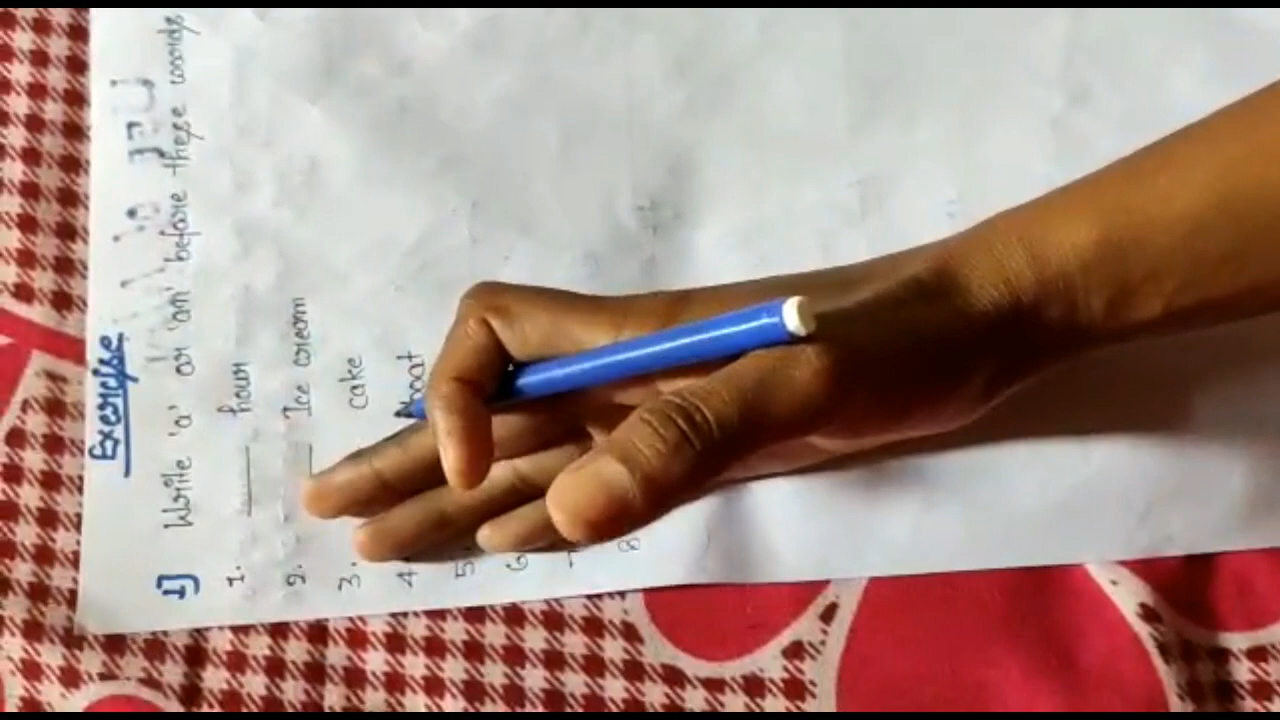 Exercise
1] Write 'a' or 'an' before these words
1. ____ hour
2. ____ Ice cream
3. cake
4. boat
5.
6
7
8